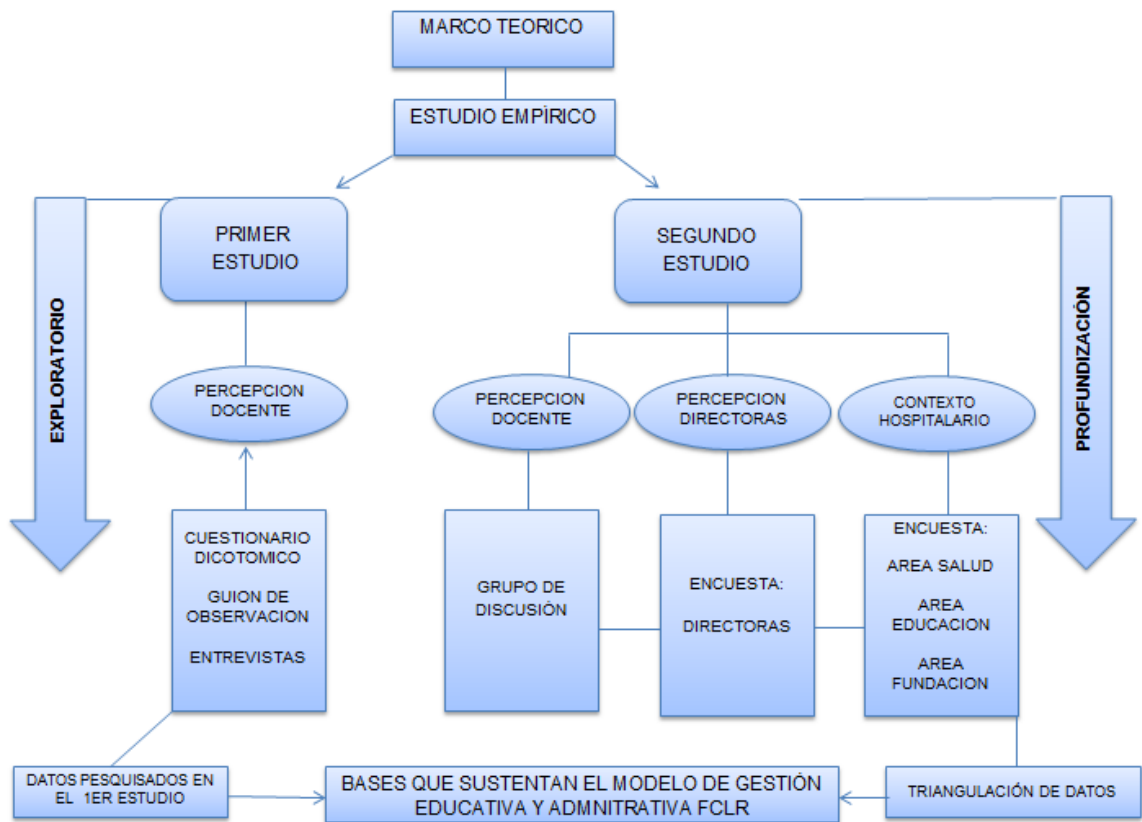 MARCO TEORICO
ESTUDIO EMPÍRICO
PRIMER
ESTUDIO
SEGUNDO
ESTUDIO
EXPLORATORIO
PROFUNDIZACIÓN
PERCEPCION
DOCENTE
PERCEPCION
DOCENTE
PERCEPCION
DIRECTORAS
CONTEXTO
HOSPITALARIO
CUESTIONARIO
DICOTOMICO
GUION DE
OBSERVACION
ENTREVISTAS
GRUPO DE
DISCUSIÓN
ENCUESTA:
DIRECTORAS
ENCUESTA:
AREA SALUD
AREA
EDUCACION
AREA
FUNDACION
DATOS PESQUISADOS EN
EL 1ER ESTUDIO
BASES QUE SUSTENTAN EL MODELO DE GESTIÓN
EDUCATIVA Y ADMNITRATIVA FCLR
TRIANGULACIÓN DE DATOS